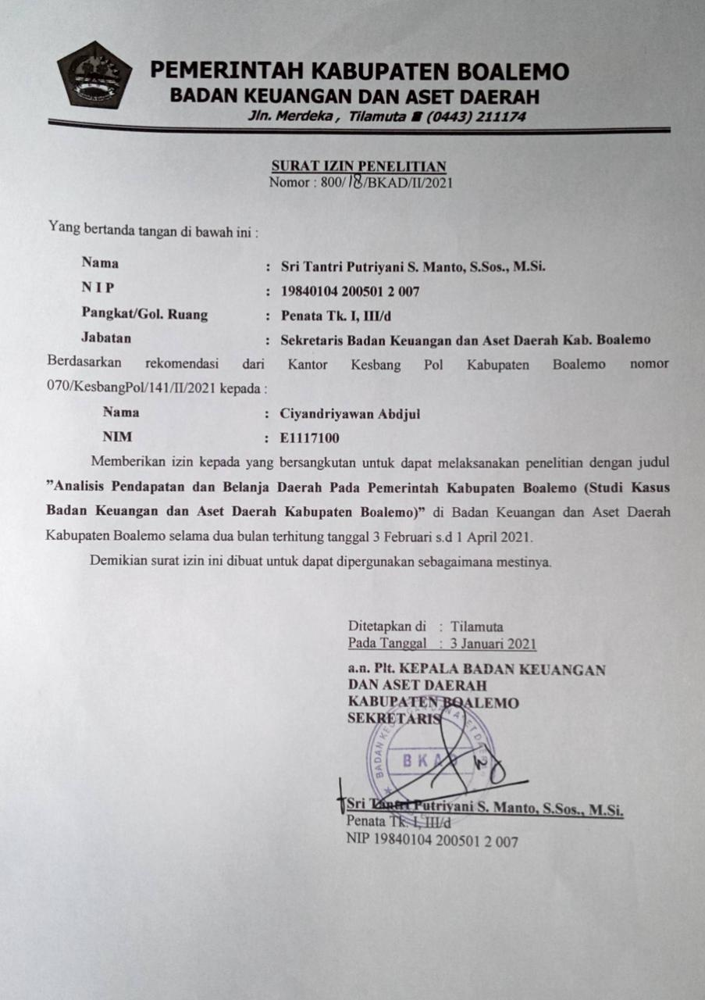 PEMERINTAH KABUPATEN BOALEMO
BADAN KEUANGAN DAN ASET DAERAH
Jln. Merdeka , Tilamuta ☎ (0443) 211174
SURAT IZIN PENELITIAN
Nomor : 800/18/BKAD/II/2021
Yang bertanda tangan di bawah ini :
Nama : Sri Tantri Putriyani S. Manto, S.Sos., M.Si.
N I P : 19840104 200501 2 007
Pangkat/Gol. Ruang : Penata Tk. I, III/d
Jabatan : Sekretaris Badan Keuangan dan Aset Daerah Kab. Boalemo
Berdasarkan rekomendasi dari Kantor Kesbang Pol Kabupaten Boalemo nomor
070/KesbangPol/141/II/2021 kepada :
Nama : Ciyandriyawan Abdjul
NIM : E1117100
Memberikan izin kepada yang bersangkutan untuk dapat melaksanakan penelitian dengan judul
”Analisis Pendapatan dan Belanja Daerah Pada Pemerintah Kabupaten Boalemo (Studi Kasus
Badan Keuangan dan Aset Daerah Kabupaten Boalemo)” di Badan Keuangan dan Aset Daerah
Kabupaten Boalemo selama dua bulan terhitung tanggal 3 Februari s.d 1 April 2021.
Demikian surat izin ini dibuat untuk dapat dipergunakan sebagaimana mestinya.
Ditetapkan di : Tilamuta
Pada Tanggal : 3 Januari 2021
a.n. Plt. KEPALA BADAN KEUANGAN
DAN ASET DAERAH
KABUPATEN BOALEMO
SEKRETARIS
BADAN KEUANGAN DAN ASET DAERAH
BKAD
Sri Tantri Putriyani S. Manto, S.Sos., M.Si.
Penata Tk. I, III/d
NIP 19840104 200501 2 007